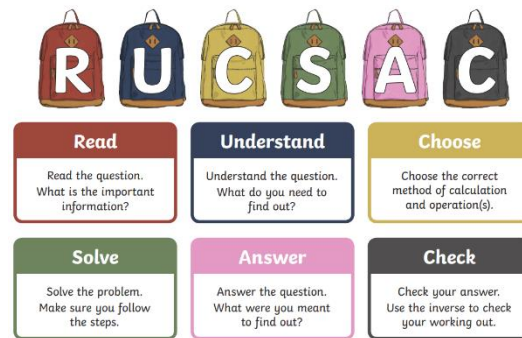 R U C S A C
Read
Read the question.
What is the important
information?
Understand
Understand the question.
What do you need to
find out?
Choose
Choose the correct
method of calculation
and operation(s).
Solve
Solve the problem.
Make sure you follow
the steps.
Answer
Answer the question.
What were you meant
to find out?
Check
Check your answer.
Use the inverse to check
your working out.